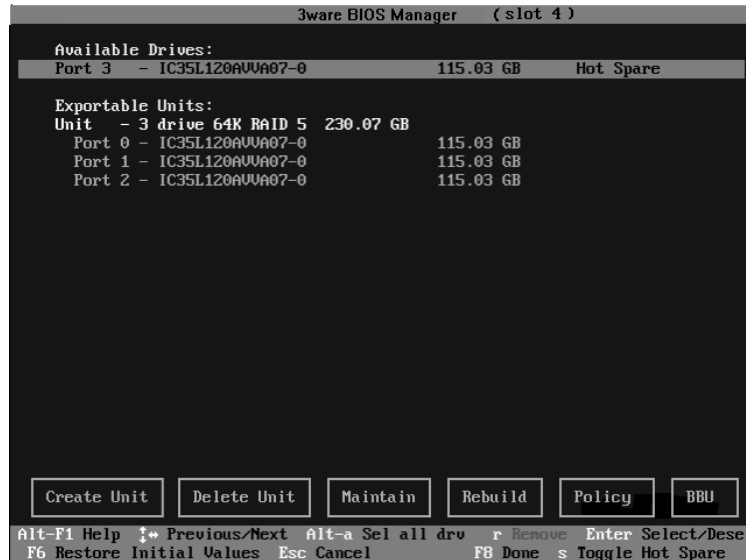 3ware BIOS Manager (slot 4)
Available Drives:
Port 3 - IC35L120AVVA07-0 115.03 GB Hot Spare
Exportable Units:
Unit - 3 drive 64K RAID 5 230.07 GB
Port 0 - IC35L120AVVA07-0 115.03 GB
Port 1 - IC35L120AVVA07-0 115.03 GB
Port 2 - IC35L120AVVA07-0 115.03 GB
Create Unit Delete Unit Maintain Rebuild Policy BBU
Alt-F1 Help ↕↔ Previous/Next Alt-a Sel all drv r Remove Enter Select/Dese
F6 Restore Initial Values Esc Cancel F8 Done s Toggle Hot Spare